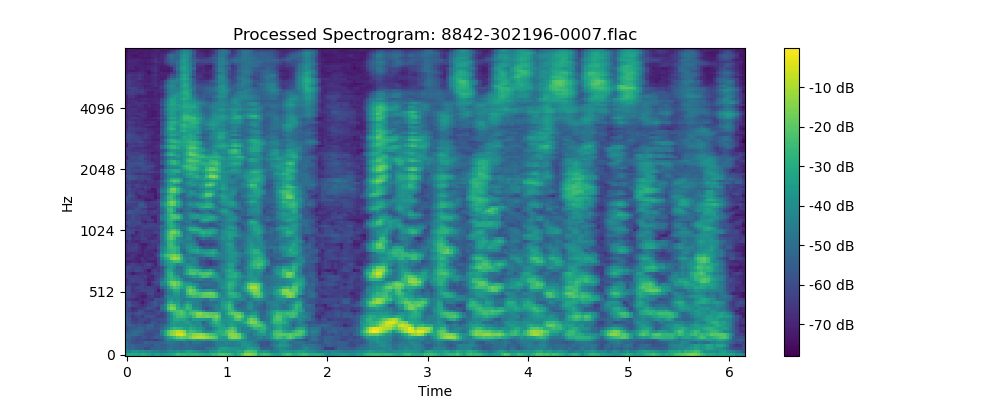 Processed Spectrogram: 8842-302196-0007.flac
Hz
4096
2048
1024
512
0
0 1 2 3 4 5 6
Time
-10 dB
-20 dB
-30 dB
-40 dB
-50 dB
-60 dB
-70 dB